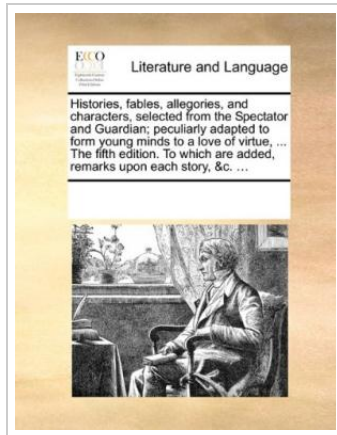 ECCO
Literature and Language
Histories, fables, allegories, and
characters, selected from the Spectator
and Guardian; peculiarly adapted to
form young minds to a love of virtue, ...
The fifth edition. To which are added,
remarks upon each story, &c. ...